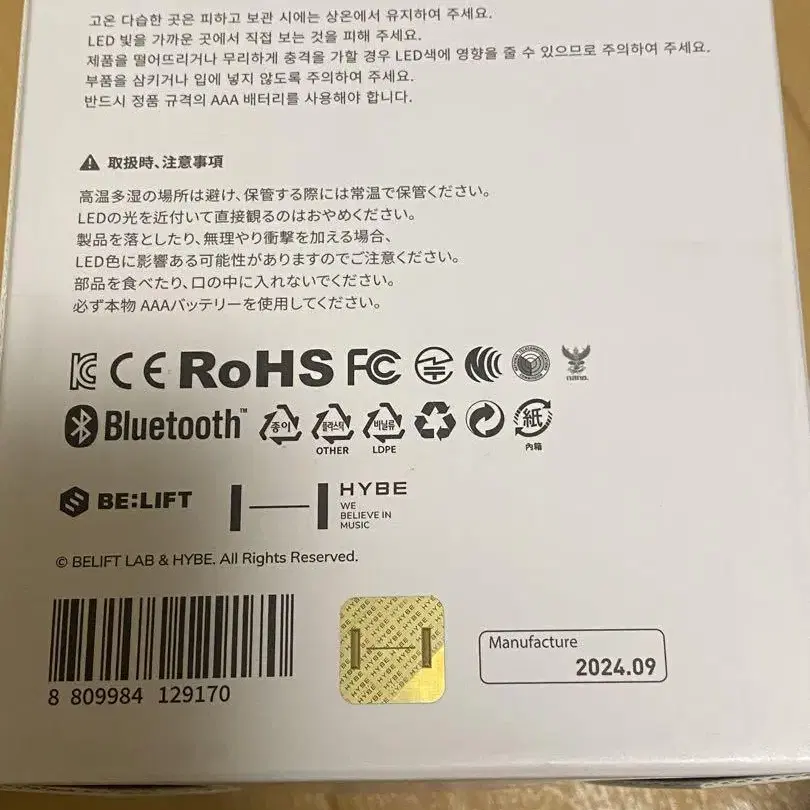 고온 다습한 곳은 피하고 보관 시에는 상온에서 유지하여 주세요.
LED 빛을 가까운 곳에서 직접 보는 것을 피해 주세요.
제품을 떨어뜨리거나 무리하게 충격을 가할 경우 LED색에 영향을 줄 수 있으므로 주의하여 주세요.
부품을 삼키거나 입에 넣지 않도록 주의하여 주세요.
반드시 정품 규격의 AAA 배터리를 사용해야 합니다.
取扱時、注意事項
高温多湿の場所は避け、保管する際には常温で保管ください。
LEDの光を近付いて直接観るのはおやめください。
製品を落としたり、無理やり衝撃を加える場合、
LED色に影響ある可能性がありますのでご注意ください。
部品を食べたり、口の中に入れないでください。
必ず本物 AAAバッテリーを使用してください。
CE RoHS FC กสทช.
Bluetooth™ 종이 플라스틱 비닐류 紙
OTHER LDPE 内箱
BE:LIFT HYBE
WE
BELIEVE IN
MUSIC
© BELIFT LAB & HYBE. All Rights Reserved.
8 809984 129170
HYBE
Manufacture
2024.09